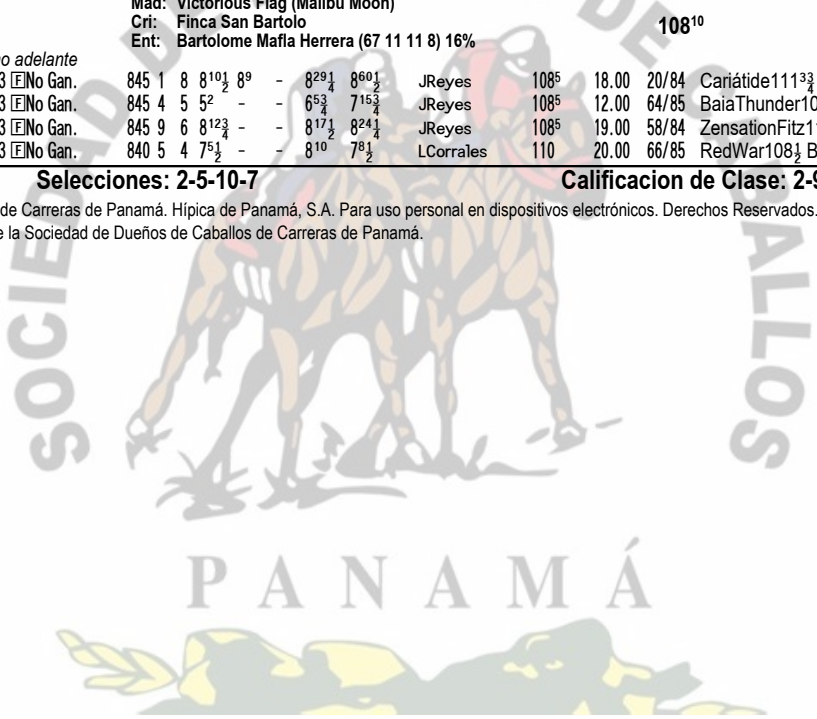 Mad: Victorious Flag (Malibu Moon)
Cri: Finca San Bartolo
108¹⁰
Ent: Bartolome Mafla Herrera (67 11 11 8) 16%
o adelante
3 🄵No Gan. 845 1 8 8¹⁰½ 8⁹ - 8²⁹¼ 8⁶⁰½ JReyes 108⁵ 18.00 20/84 Cariátide111³¾
3 🄵No Gan. 845 4 5 5² - - 6⁵¾ 7¹⁵¾ JReyes 108⁵ 12.00 64/85 BaiaThunder10
3 🄵No Gan. 845 9 6 8¹²¾ - - 8¹⁷½ 8²⁴¼ JReyes 108⁵ 19.00 58/84 ZensationFitz1
3 🄵No Gan. 840 5 4 7⁵½ - - 8¹⁰ 7⁸½ LCorrales 110 20.00 66/85 RedWar108½ B
Selecciones: 2-5-10-7 Calificacion de Clase: 2-9
de Carreras de Panamá. Hípica de Panamá, S.A. Para uso personal en dispositivos electrónicos. Derechos Reservados.
e la Sociedad de Dueños de Caballos de Carreras de Panamá.
SOCIEDAD DE CABALLOS
PANAMÁ